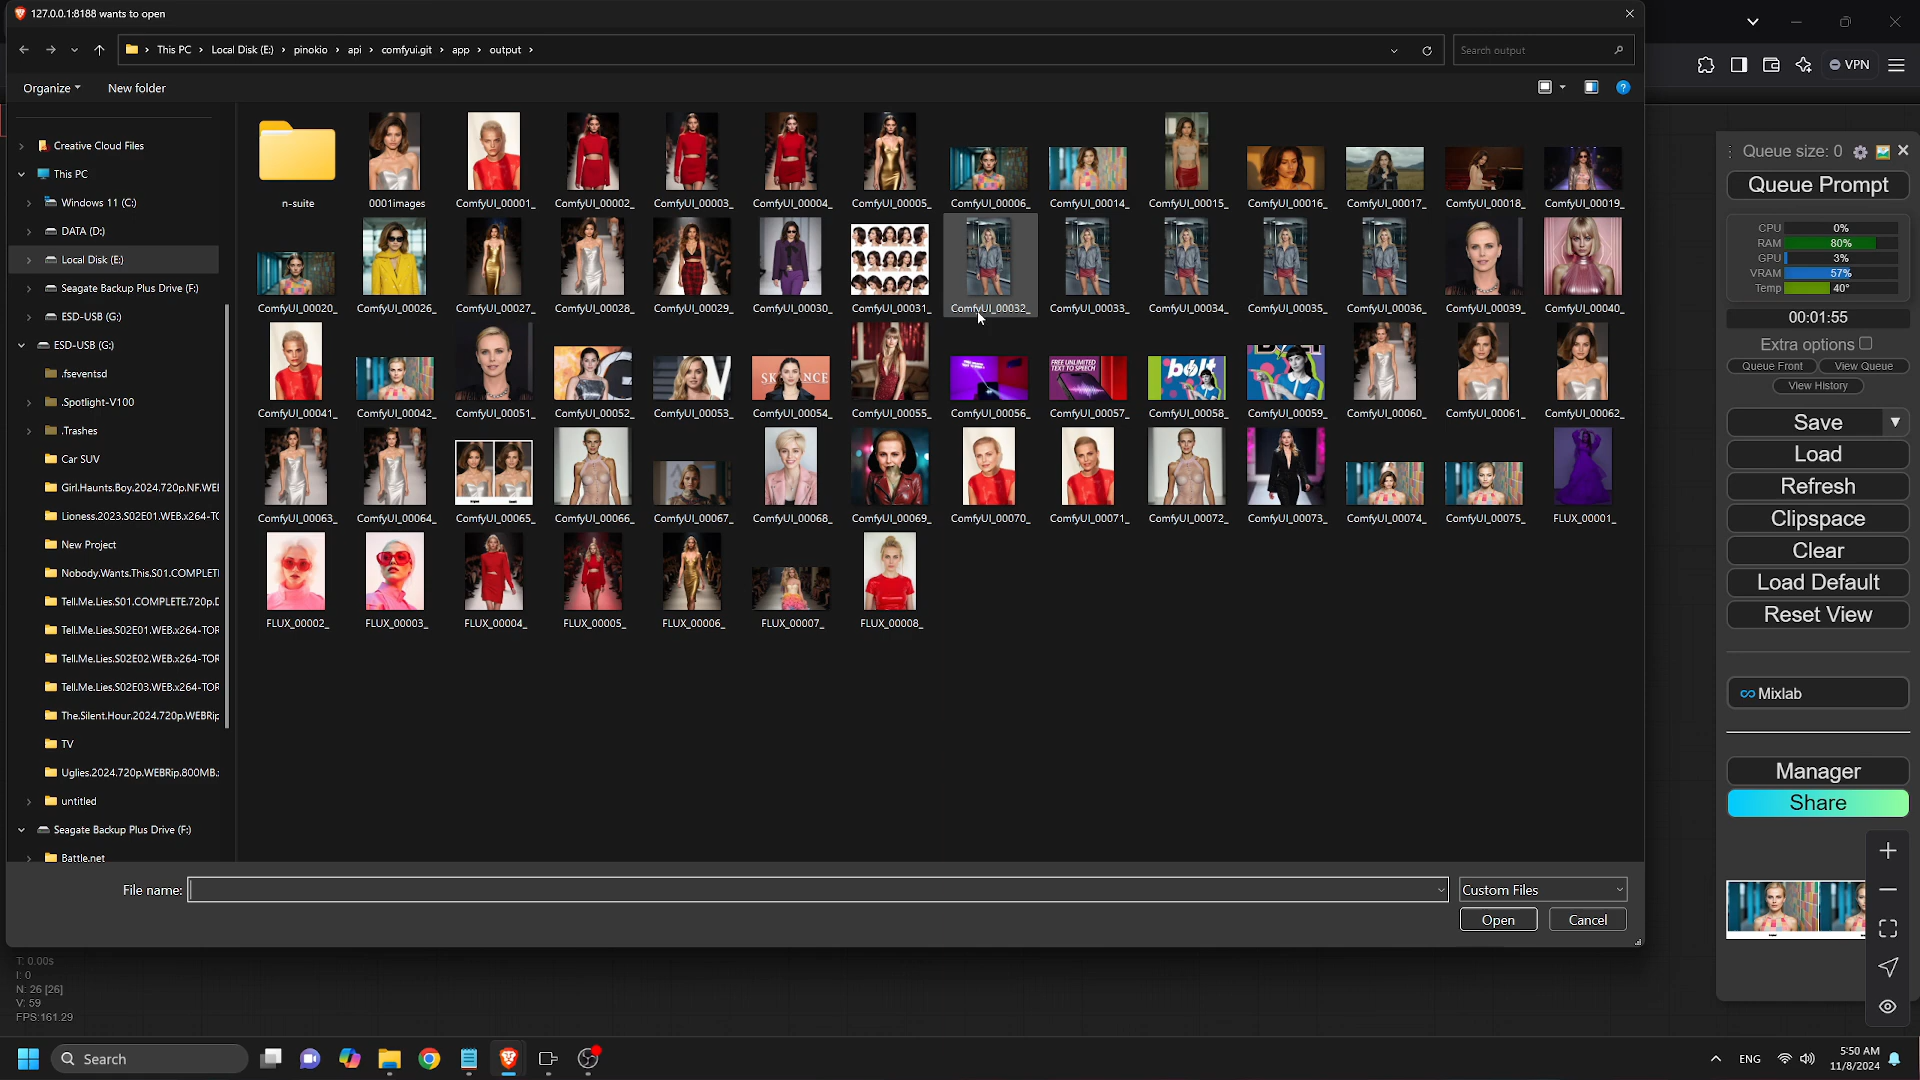 127.0.0.1:8188 wants to open
This PC > Local Disk (E:) > pinokio > api > comfyui.git > app > output >
Search output
VPN
Organize
New folder
Creative Cloud Files
This PC
Windows 11 (C:)
DATA (D:)
Local Disk (E:)
Seagate Backup Plus Drive (F:)
ESD-USB (G:)
ESD-USB (G:)
.fseventsd
.Spotlight-V100
.Trashes
Car SUV
Girl.Haunts.Boy.2024.720p.NF.WEI
Lioness.2023.S02E01.WEB.x264-TC
New Project
Nobody.Wants.This.S01.COMPLETI
Tell.Me.Lies.S01.COMPLETE.720p.D
Tell.Me.Lies.S02E01.WEB.x264-TOR
Tell.Me.Lies.S02E02.WEB.x264-TOR
Tell.Me.Lies.S02E03.WEB.x264-TOR
The.Silent.Hour.2024.720p.WEBRip
TV
Uglies.2024.720p.WEBRip.800MB.
untitled
Seagate Backup Plus Drive (F:)
Battle.net
n-suite 0001images ComfyUI_00001_ ComfyUI_00002_ ComfyUI_00003_ ComfyUI_00004_ ComfyUI_00005_ ComfyUI_00006_ ComfyUI_00014_ ComfyUI_00015_ ComfyUI_00016_ ComfyUI_00017_ ComfyUI_00018_ ComfyUI_00019_
ComfyUI_00020_ ComfyUI_00026_ ComfyUI_00027_ ComfyUI_00028_ ComfyUI_00029_ ComfyUI_00030_ ComfyUI_00031_ ComfyUI_00032_ ComfyUI_00033_ ComfyUI_00034_ ComfyUI_00035_ ComfyUI_00036_ ComfyUI_00039_ ComfyUI_00040_
FREE UNLIMITED
TEXT TO SPEECH
bolt
ComfyUI_00041_ ComfyUI_00042_ ComfyUI_00051_ ComfyUI_00052_ ComfyUI_00053_ ComfyUI_00054_ ComfyUI_00055_ ComfyUI_00056_ ComfyUI_00057_ ComfyUI_00058_ ComfyUI_00059_ ComfyUI_00060_ ComfyUI_00061_ ComfyUI_00062_
ComfyUI_00063_ ComfyUI_00064_ ComfyUI_00065_ ComfyUI_00066_ ComfyUI_00067_ ComfyUI_00068_ ComfyUI_00069_ ComfyUI_00070_ ComfyUI_00071_ ComfyUI_00072_ ComfyUI_00073_ ComfyUI_00074_ ComfyUI_00075_ FLUX_00001_
FLUX_00002_ FLUX_00003_ FLUX_00004_ FLUX_00005_ FLUX_00006_ FLUX_00007_ FLUX_00008_
File name:
Custom Files
Open
Cancel
Queue size: 0
Queue Prompt
CPU 0%
RAM 80%
GPU 3%
VRAM 57%
Temp 40°
00:01:55
Extra options
Queue Front
View Queue
View History
Save
Load
Refresh
Clipspace
Clear
Load Default
Reset View
Mixlab
Manager
Share
T: 0.00s
I: 0
N: 26 [26]
V: 59
FPS:161.29
Search
ENG
5:50 AM
11/8/2024